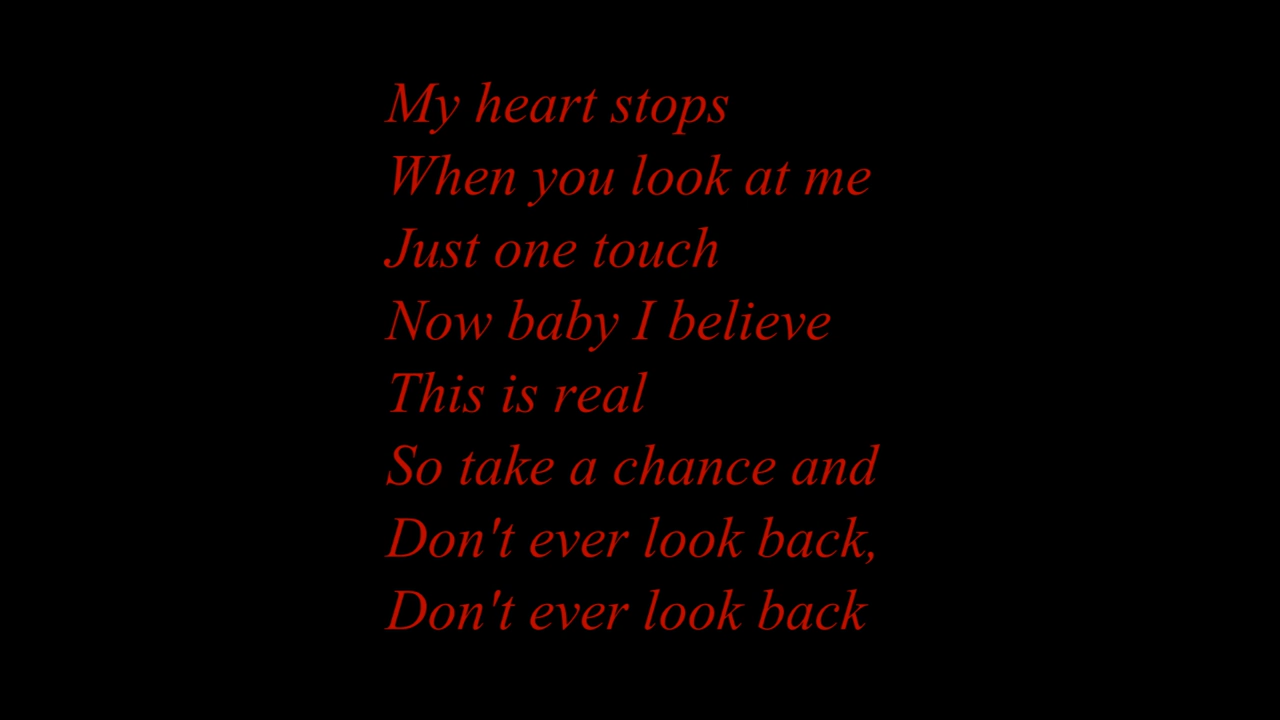 My heart stops
When you look at me
Just one touch
Now baby I believe
This is real
So take a chance and
Don't ever look back,
Don't ever look back